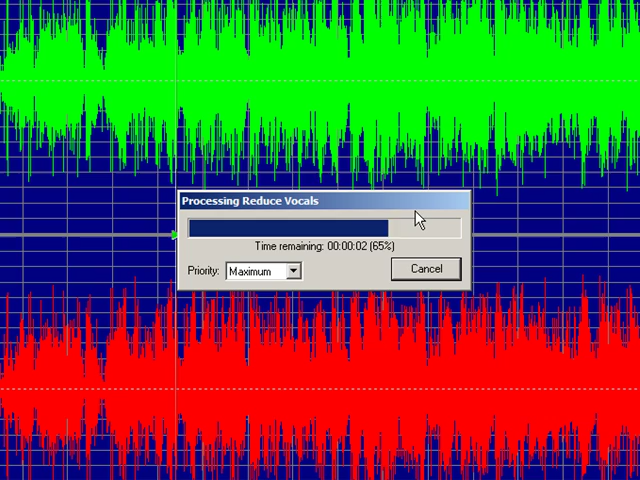 Processing Reduce Vocals
Time remaining: 00:00:02 (65%)
Priority: Maximum
Cancel